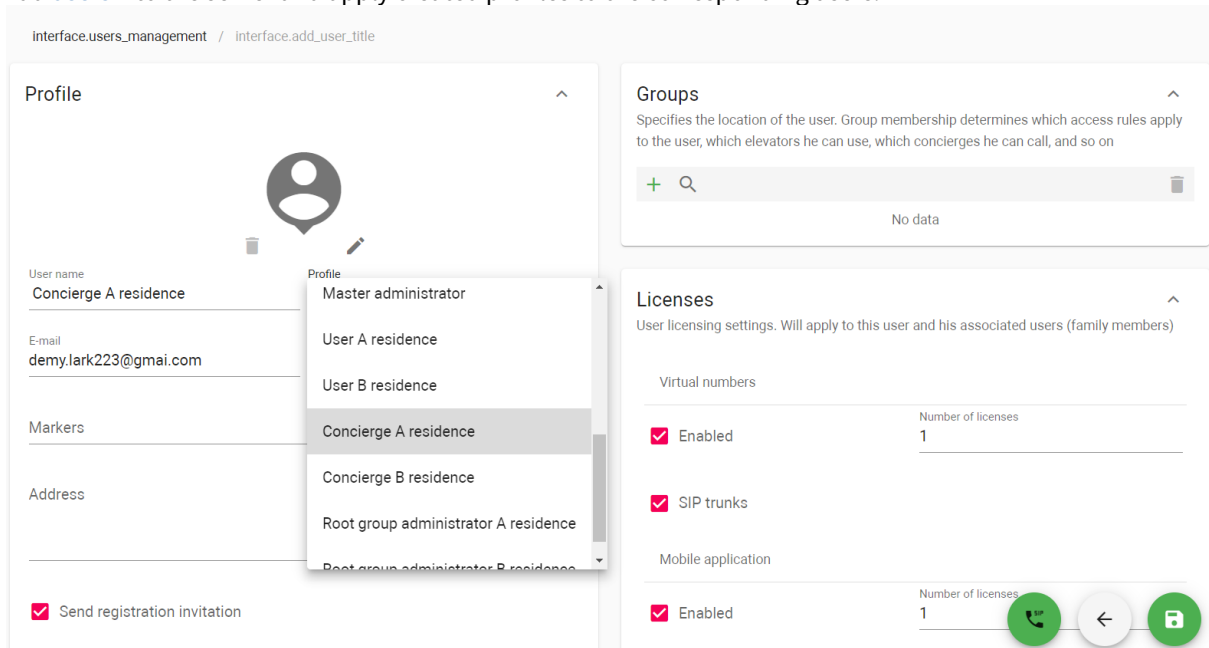 interface.users_management / interface.add_user_title
Profile
User name
Concierge A residence
E-mail
demy.lark223@gmai.com
Markers
Address
Send registration invitation
Profile
Master administrator
User A residence
User B residence
Concierge A residence
Concierge B residence
Root group administrator A residence
Root group administrator B residence
Groups
Specifies the location of the user. Group membership determines which access rules apply
to the user, which elevators he can use, which concierges he can call, and so on
No data
Licenses
User licensing settings. Will apply to this user and his associated users (family members)
Virtual numbers
Enabled
Number of licenses
1
SIP trunks
Mobile application
Enabled
Number of licenses
1
SIP